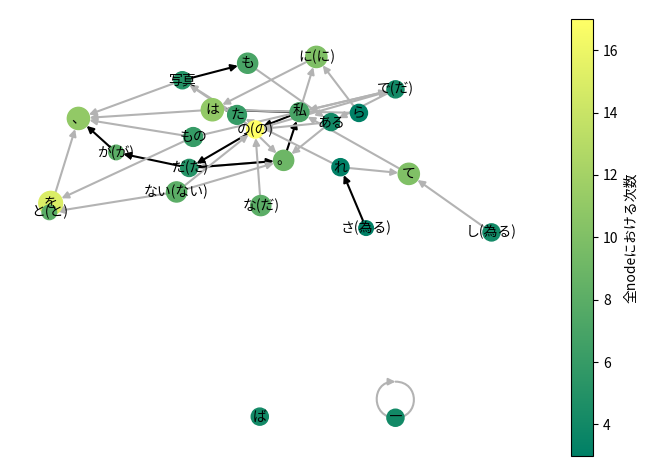 に(に)
も
写真
で(だ)
16
は
私
ら
た
ある
、
の(の)
もの
14
が(が)
。
だ(だ)
れ
て
12
ない(ない)
を
な(だ)
と(と)
さ(為る)
し(為る)
10
全nodeにおける次数
8
6
ば
一
4